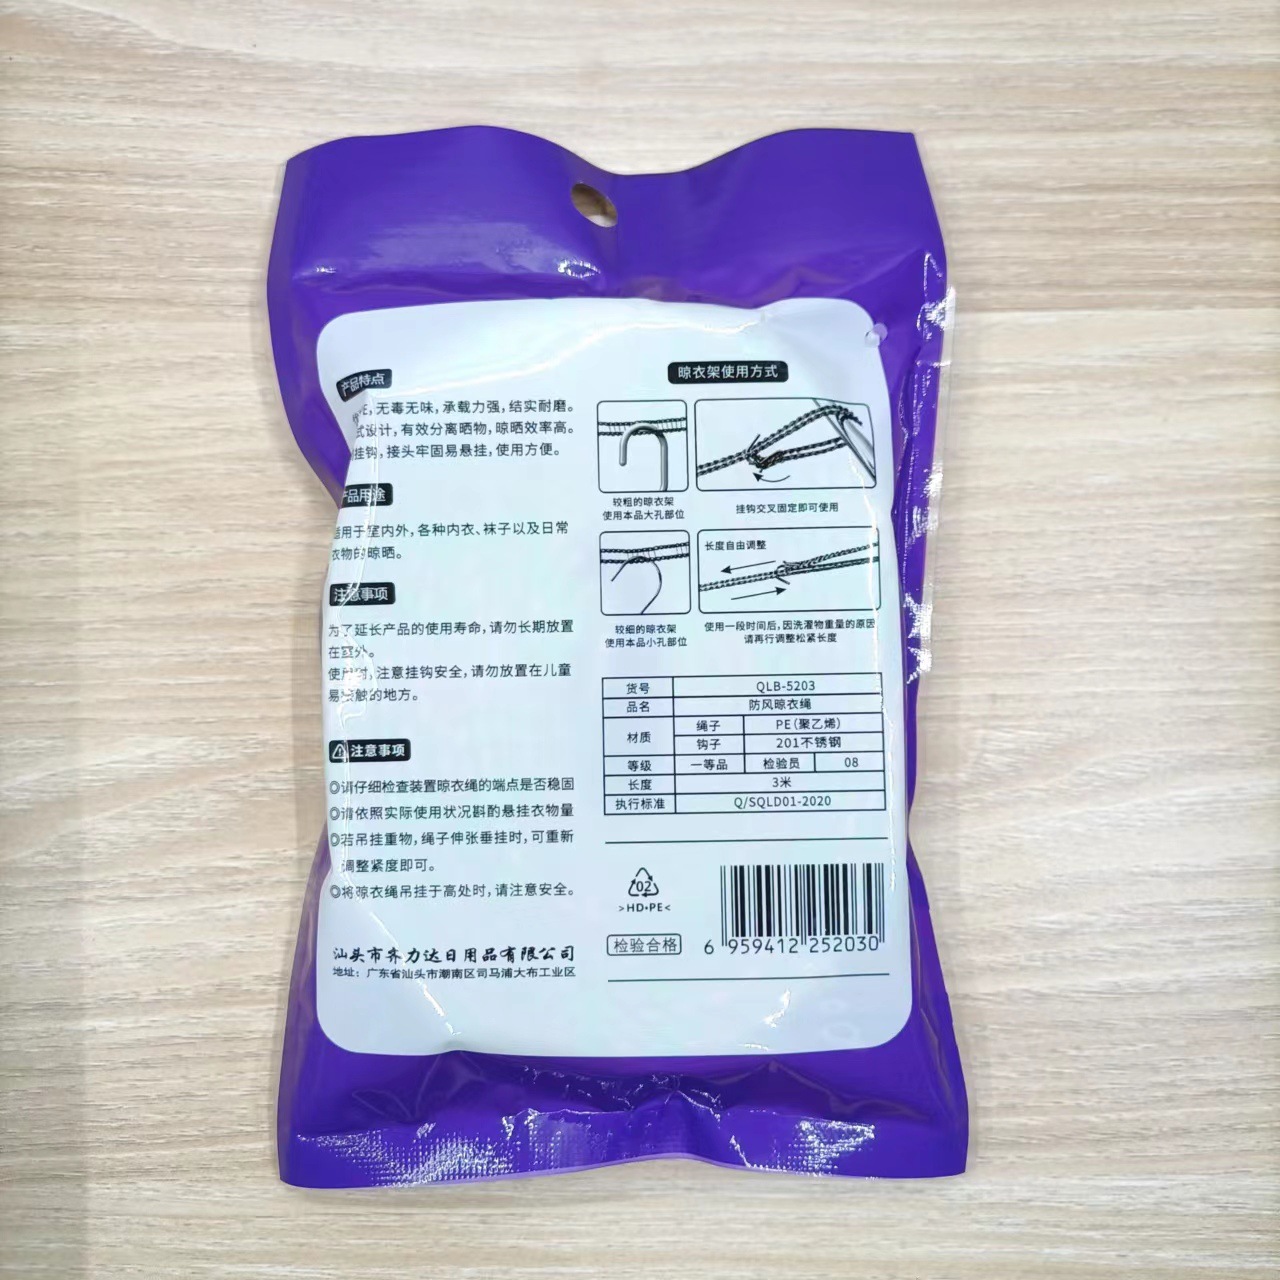 产品特点
PE，无毒无味，承载力强，结实耐磨。
式设计，有效分离晒物，晾晒效率高。
挂钩，接头牢固易悬挂，使用方便。
产品用途
适用于室内外，各种内衣、袜子以及日常
衣物的晾晒。
注意事项
为了延长产品的使用寿命，请勿长期放置
在室外。
使用时，注意挂钩安全，请勿放置在儿童
易接触的地方。
注意事项
◎请仔细检查装置晾衣绳的端点是否稳固
◎请依照实际使用状况斟酌悬挂衣物量
◎若吊挂重物，绳子伸张垂挂时，可重新
调整紧度即可。
◎将晾衣绳吊挂于高处时，请注意安全。
汕头市齐力达日用品有限公司
地址：广东省汕头市潮南区司马浦大布工业区
晾衣架使用方式
较粗的晾衣架
使用本品大孔部位
挂钩交叉固定即可使用
较细的晾衣架
使用本品小孔部位
长度自由调整
使用一段时间后，因洗濯物重量的原因
请再行调整松紧长度
货号 QLB-5203
品名 防风晾衣绳
材质 绳子 PE(聚乙烯)
钩子 201不锈钢
等级 一等品 检验员 08
长度 3米
执行标准 Q/SQLD01-2020
02
>HD•PE<
检验合格
6 959412 252030